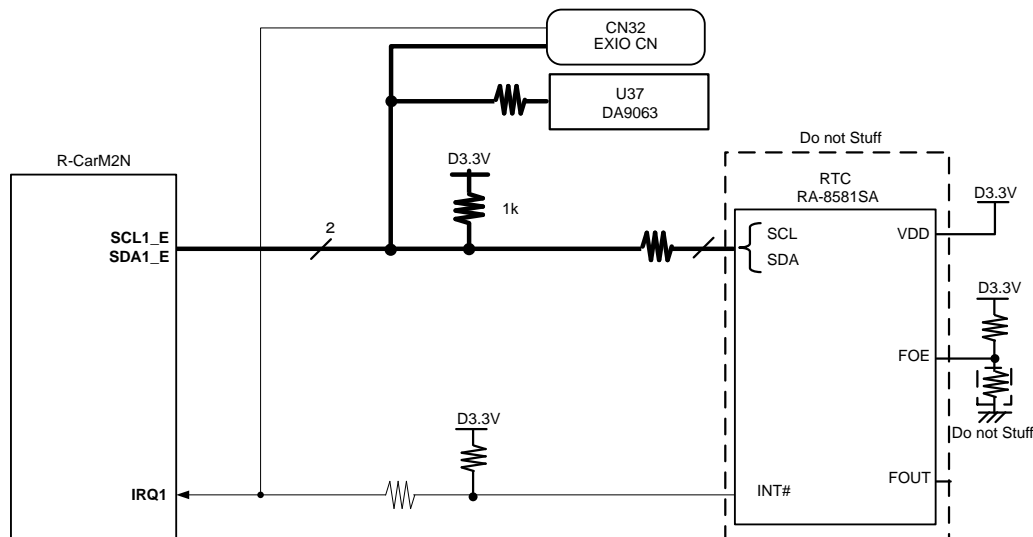 CN32
EXIO CN
U37
DA9063
Do not Stuff
R-CarM2N
D3.3V
RTC
RA-8581SA
D3.3V
1k
SCL1_E
SDA1_E
2
SCL
SDA
VDD
D3.3V
FOE
D3.3V
Do not Stuff
IRQ1
INT#
FOUT